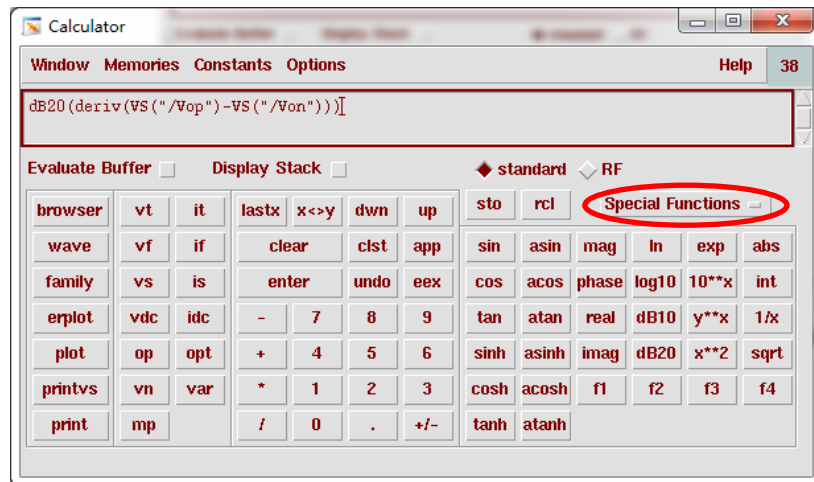 Calculator
Window Memories Constants Options Help 38
dB20(deriv(VS("/Vop")-VS("/Von")))
Evaluate Buffer Display Stack standard RF
browser vt it lastx x<>y dwn up sto rcl Special Functions
wave vf if clear clst app sin asin mag ln exp abs
family vs is enter undo eex cos acos phase log10 10**x int
erplot vdc idc - 7 8 9 tan atan real dB10 y**x 1/x
plot op opt + 4 5 6 sinh asinh imag dB20 x**2 sqrt
printvs vn var * 1 2 3 cosh acosh f1 f2 f3 f4
print mp / 0 . +/- tanh atanh